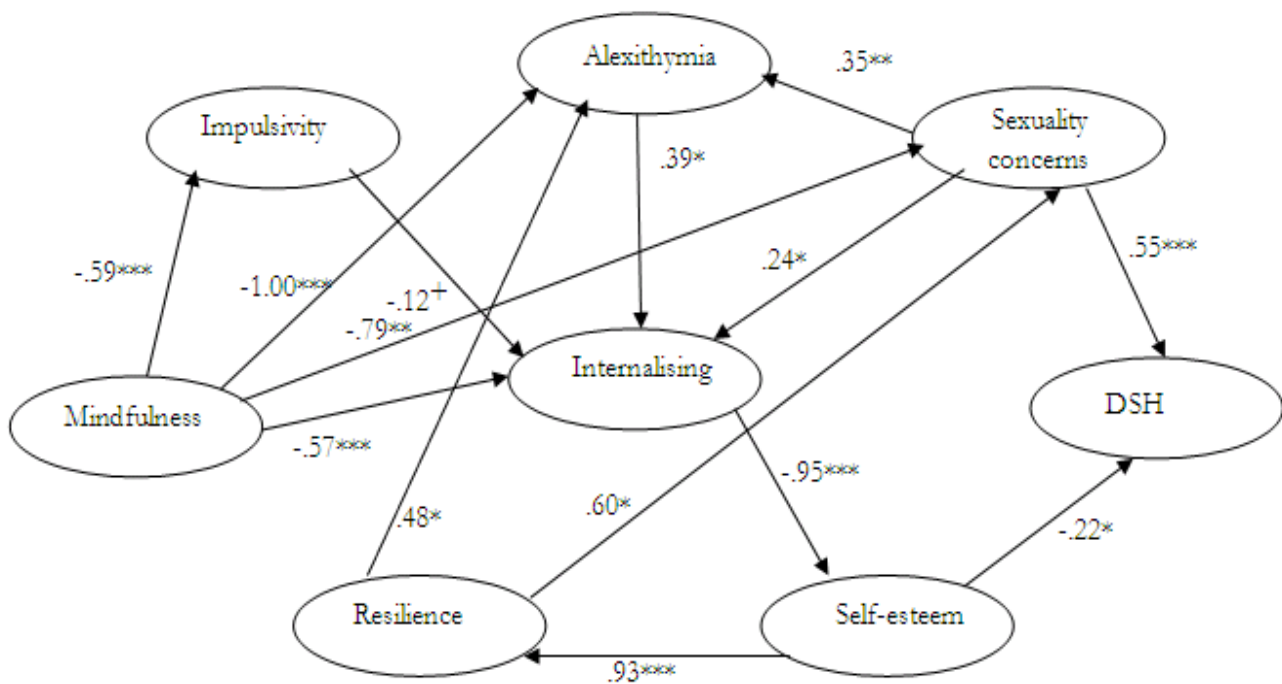 Alexithymia
.35**
Impulsivity
Sexuality
concerns
.39*
-.59***
-1.00***
-.12+
.24*
.55***
-.79**
Internalising
Mindfulness
DSH
-.57***
-.95***
.48*
.60*
-.22*
Resilience
Self-esteem
.93***